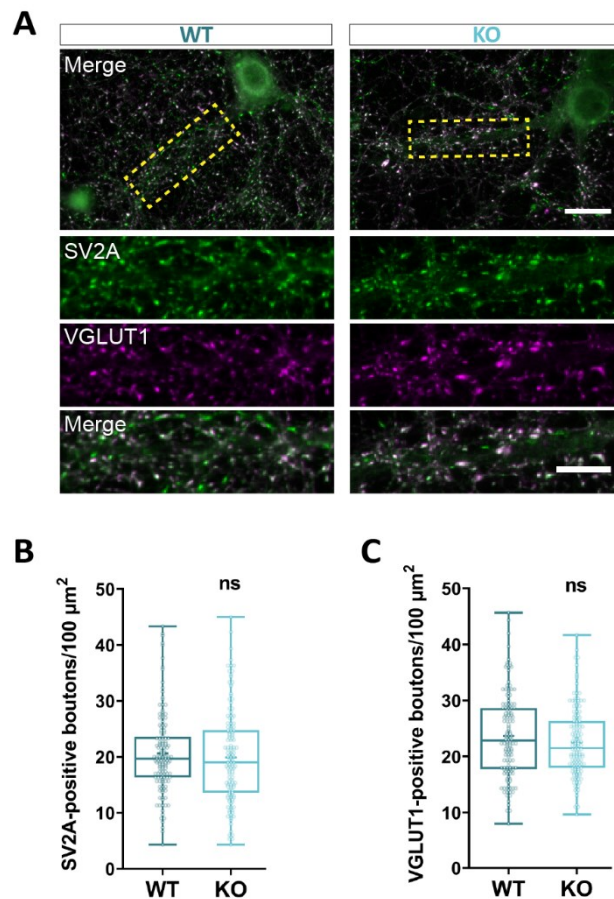 A
WT
KO
Merge
SV2A
VGLUT1
Merge
B
SV2A-positive boutons/100 µm²
50
40
30
20
10
0
ns
WT
KO
C
VGLUT1-positive boutons/100 µm²
50
40
30
20
10
0
ns
WT
KO